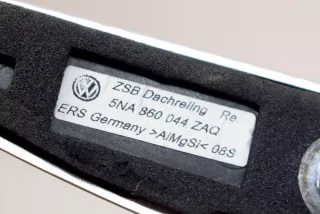 ZSB Dachreling Re.
5NA 860 044 ZAQ
ERS Germany >AlMgSi< 08S